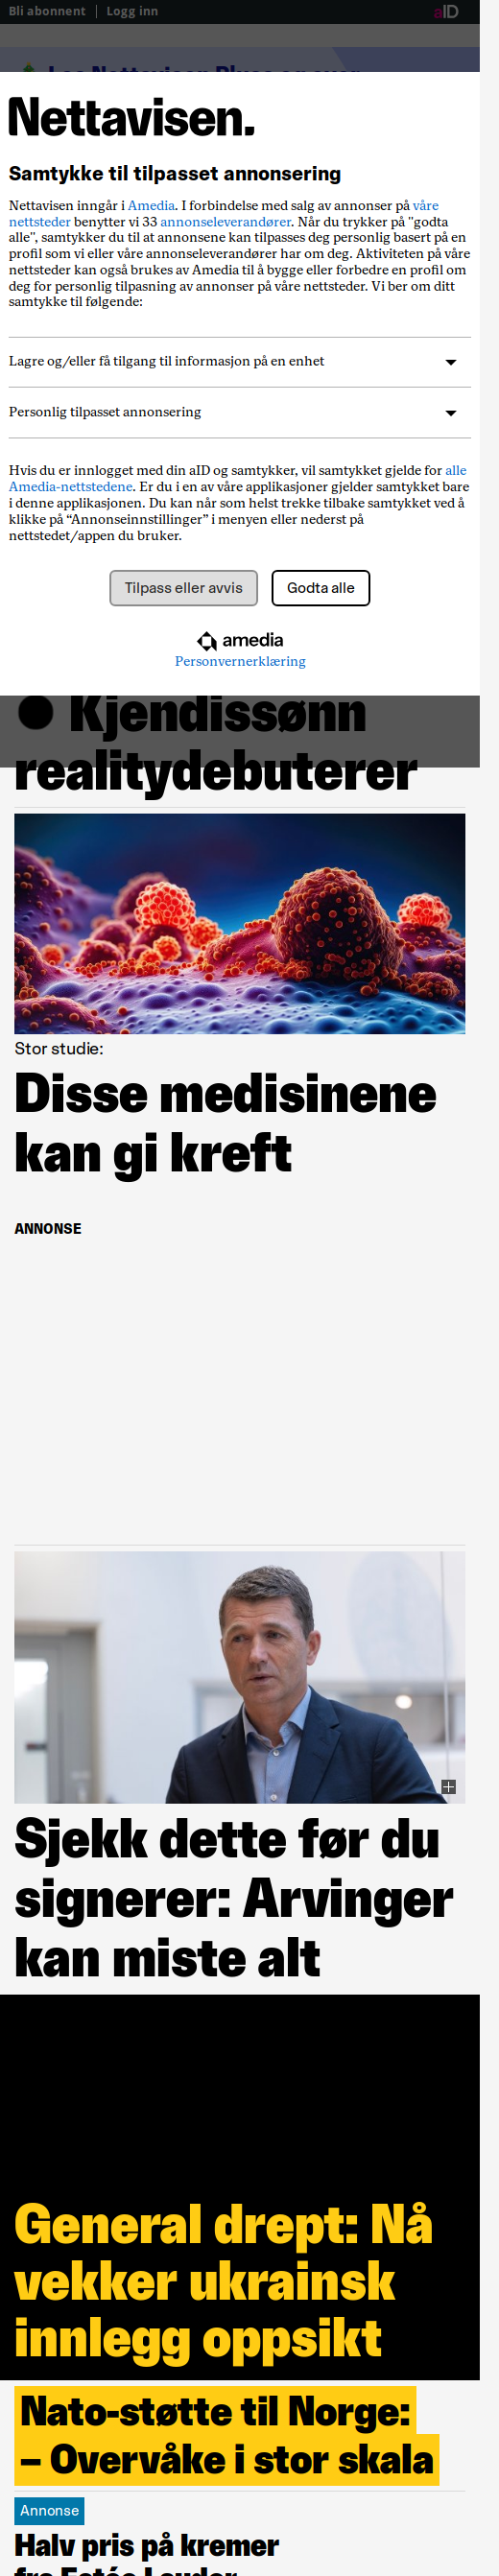 Bli abonnent | Logg inn
aID
Nettavisen.
Samtykke til tilpasset annonsering
Nettavisen inngår i Amedia. I forbindelse med salg av annonser på våre
nettsteder benytter vi 33 annonseleverandører. Når du trykker på "godta
alle", samtykker du til at annonsene kan tilpasses deg personlig basert på en
profil som vi eller våre annonseleverandører har om deg. Aktiviteten på våre
nettsteder kan også brukes av Amedia til å bygge eller forbedre en profil om
deg for personlig tilpasning av annonser på våre nettsteder. Vi ber om ditt
samtykke til følgende:
Lagre og/eller få tilgang til informasjon på en enhet
Personlig tilpasset annonsering
Hvis du er innlogget med din aID og samtykker, vil samtykket gjelde for alle
Amedia-nettstedene. Er du i en av våre applikasjoner gjelder samtykket bare
i denne applikasjonen. Du kan når som helst trekke tilbake samtykket ved å
klikke på “Annonseinnstillinger” i menyen eller nederst på
nettstedet/appen du bruker.
Tilpass eller avvis
Godta alle
amedia
Personvernerklæring
Kjendissønn
realitydebuterer
Stor studie:
Disse medisinene
kan gi kreft
ANNONSE
Sjekk dette før du
signerer: Arvinger
kan miste alt
General drept: Nå
vekker ukrainsk
innlegg oppsikt
Nato-støtte til Norge:
– Overvåke i stor skala
Annonse
Halv pris på kremer